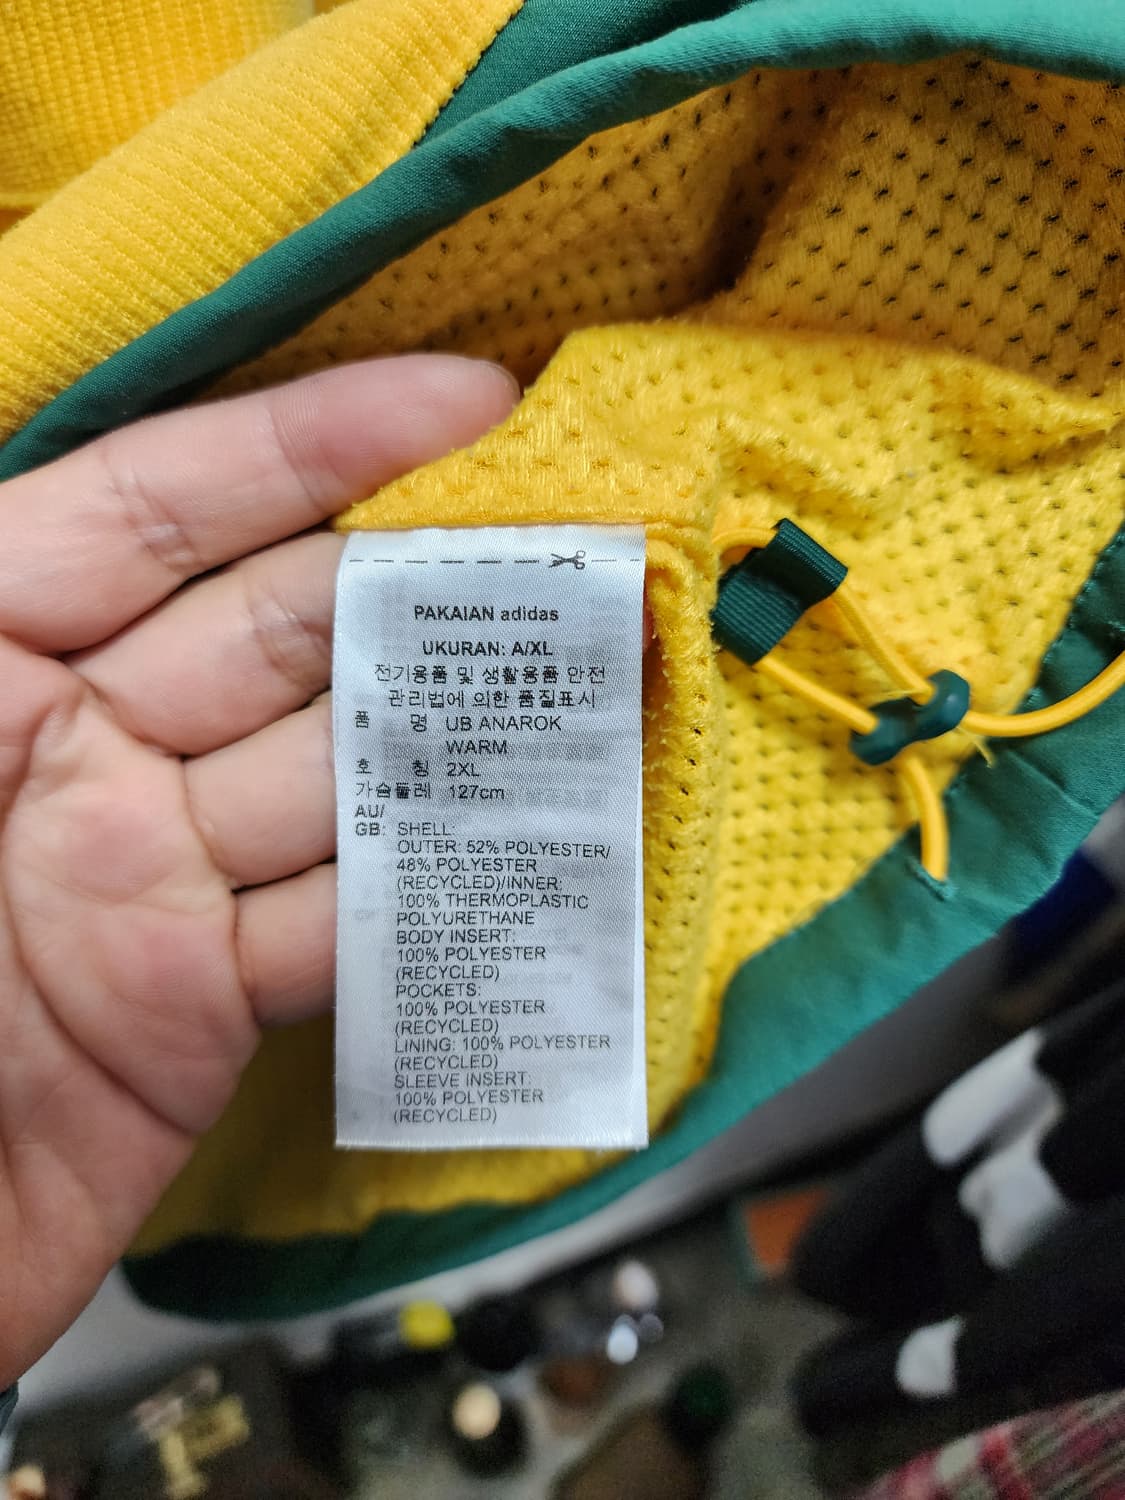 PAKAIAN adidas
UKURAN: A/XL
전기용품 및 생활용품 안전
관리법에 의한 품질표시
품 명 UB ANAROK
WARM
호 칭 2XL
가슴둘레 127cm
AU/
GB: SHELL:
OUTER: 52% POLYESTER/
48% POLYESTER
(RECYCLED)/INNER:
100% THERMOPLASTIC
POLYURETHANE
BODY INSERT:
100% POLYESTER
(RECYCLED)
POCKETS:
100% POLYESTER
(RECYCLED)
LINING: 100% POLYESTER
(RECYCLED)
SLEEVE INSERT:
100% POLYESTER
(RECYCLED)